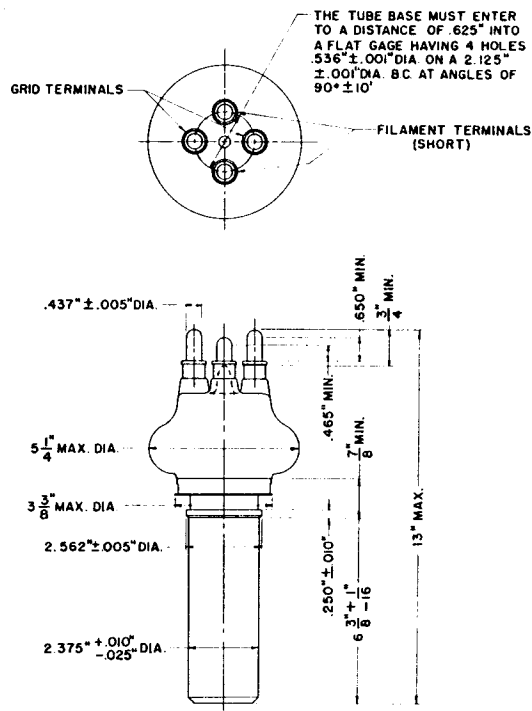 THE TUBE BASE MUST ENTER
TO A DISTANCE OF .625" INTO
A FLAT GAGE HAVING 4 HOLES
.536"±.001"DIA. ON A 2.125"
±.001"DIA. B.C. AT ANGLES OF
90°±10'
GRID TERMINALS
FILAMENT TERMINALS
(SHORT)
.437"±.005"DIA.
.650" MIN.
3/4" MIN.
.465" MIN.
5 1/4 MAX. DIA.
7/8" MIN.
3 3/8" MAX. DIA.
13" MAX.
2.562"±.005"DIA.
.250"±.010"
6 3/8" +1"/-16
2.375" +.010" -.025" DIA.